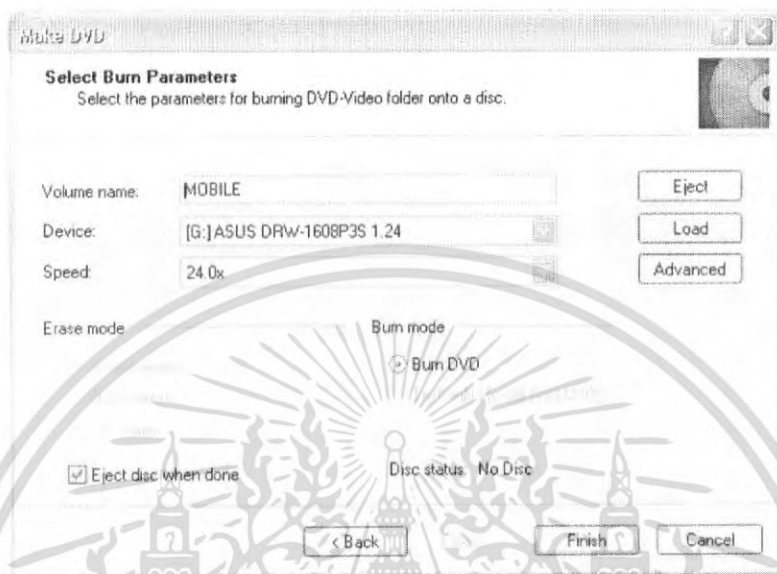 Make DVD
Select Burn Parameters
Select the parameters for burning DVD-Video folder onto a disc.
Volume name: MOBILE Eject
Device: [G:] ASUS DRW-1608P3S 1.24 Load
Speed: 24.0x Advanced
Erase mode Burn mode
Burn DVD
Eject disc when done Disc status: No Disc
< Back Finish Cancel